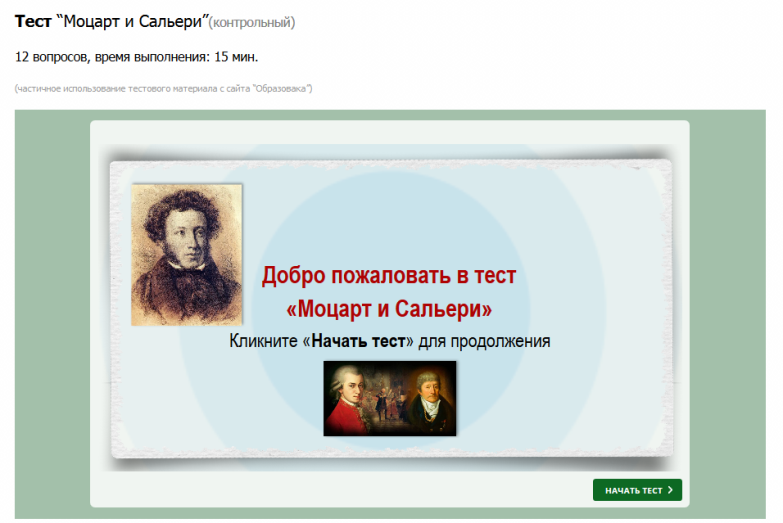 Тест “Моцарт и Сальери”(контрольный)
12 вопросов, время выполнения: 15 мин.
(частичное использование тестового материала с сайта "Образовака")
Добро пожаловать в тест
«Моцарт и Сальери»
Кликните «Начать тест» для продолжения
НАЧАТЬ ТЕСТ